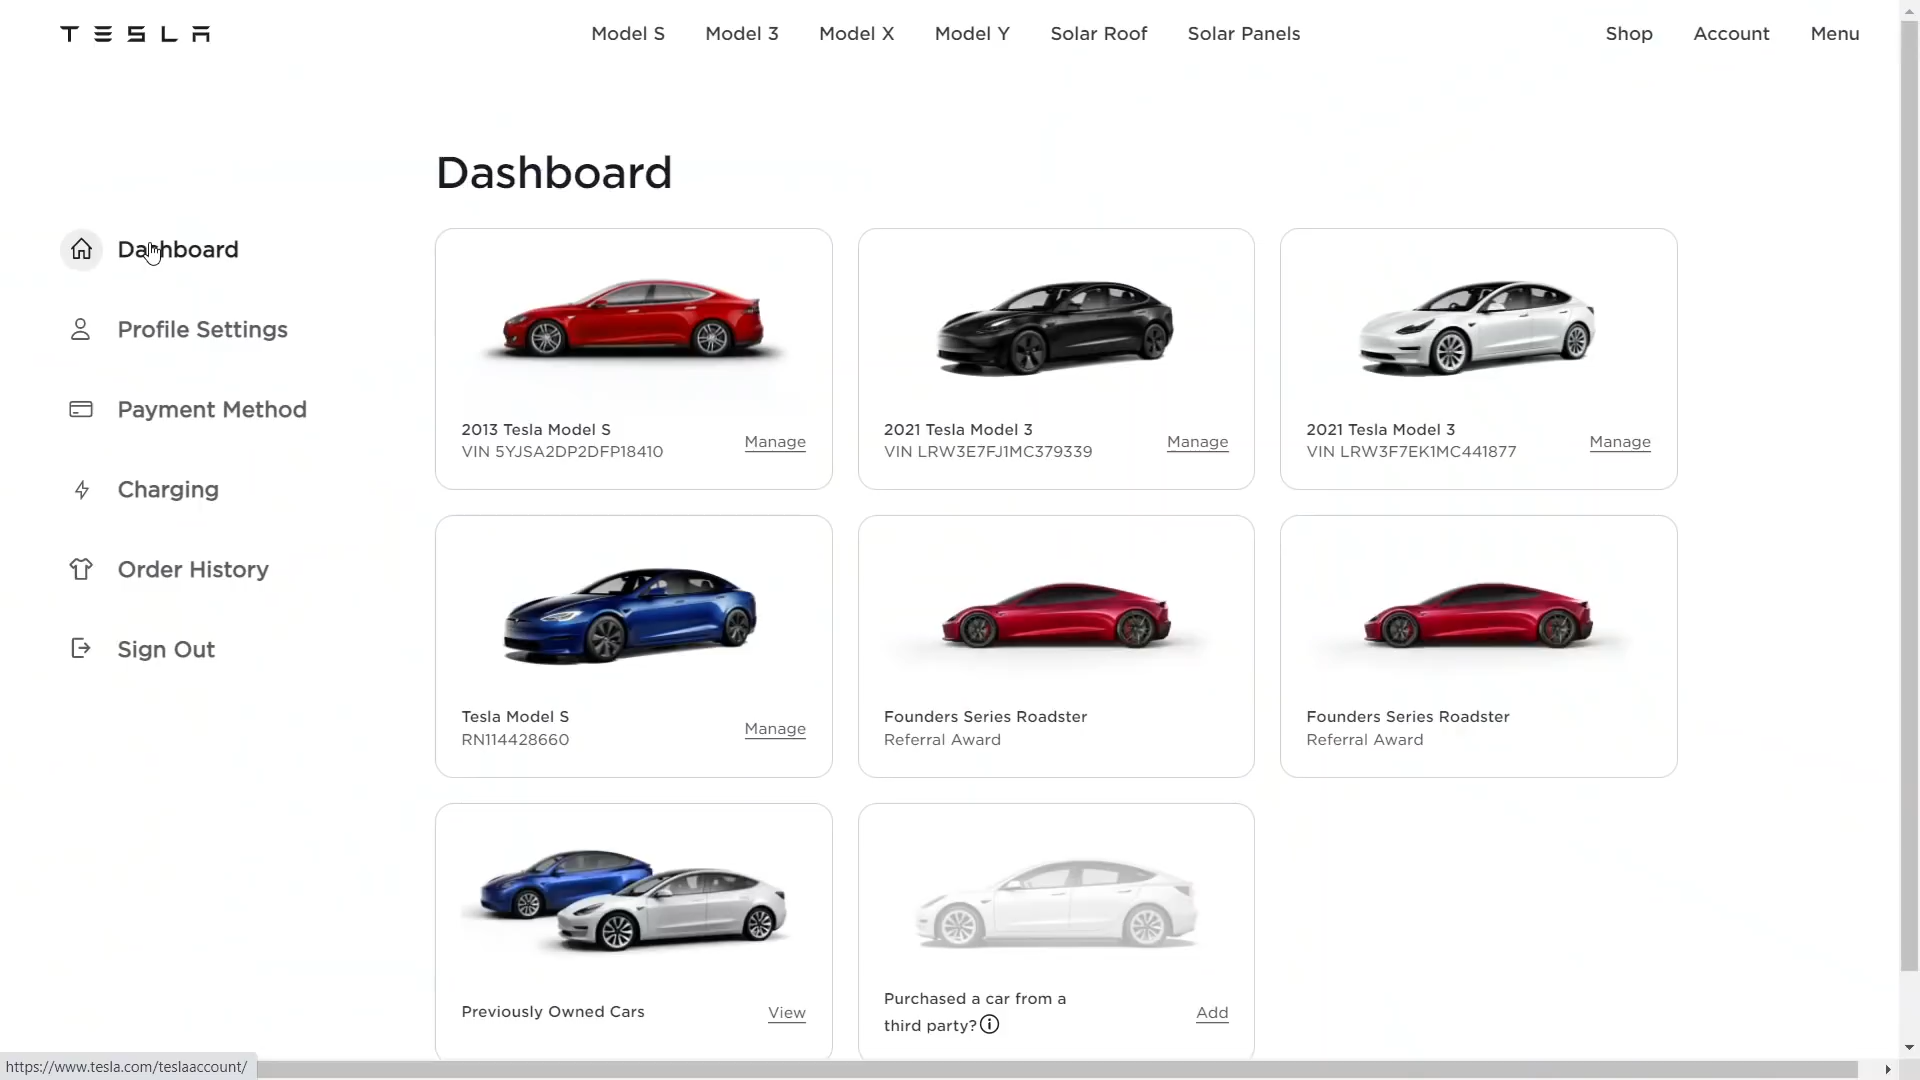 TESLA
Model S
Model 3
Model X
Model Y
Solar Roof
Solar Panels
Shop
Account
Menu
Dashboard
Dashboard
Profile Settings
Payment Method
Charging
Order History
Sign Out
2013 Tesla Model S
VIN 5YJSA2DP2DFP18410
Manage
2021 Tesla Model 3
VIN LRW3E7FJ1MC379339
Manage
2021 Tesla Model 3
VIN LRW3F7EK1MC441877
Manage
Tesla Model S
RN114428660
Manage
Founders Series Roadster
Referral Award
Founders Series Roadster
Referral Award
Previously Owned Cars
View
Purchased a car from a
third party?
Add
https://www.tesla.com/teslaaccount/